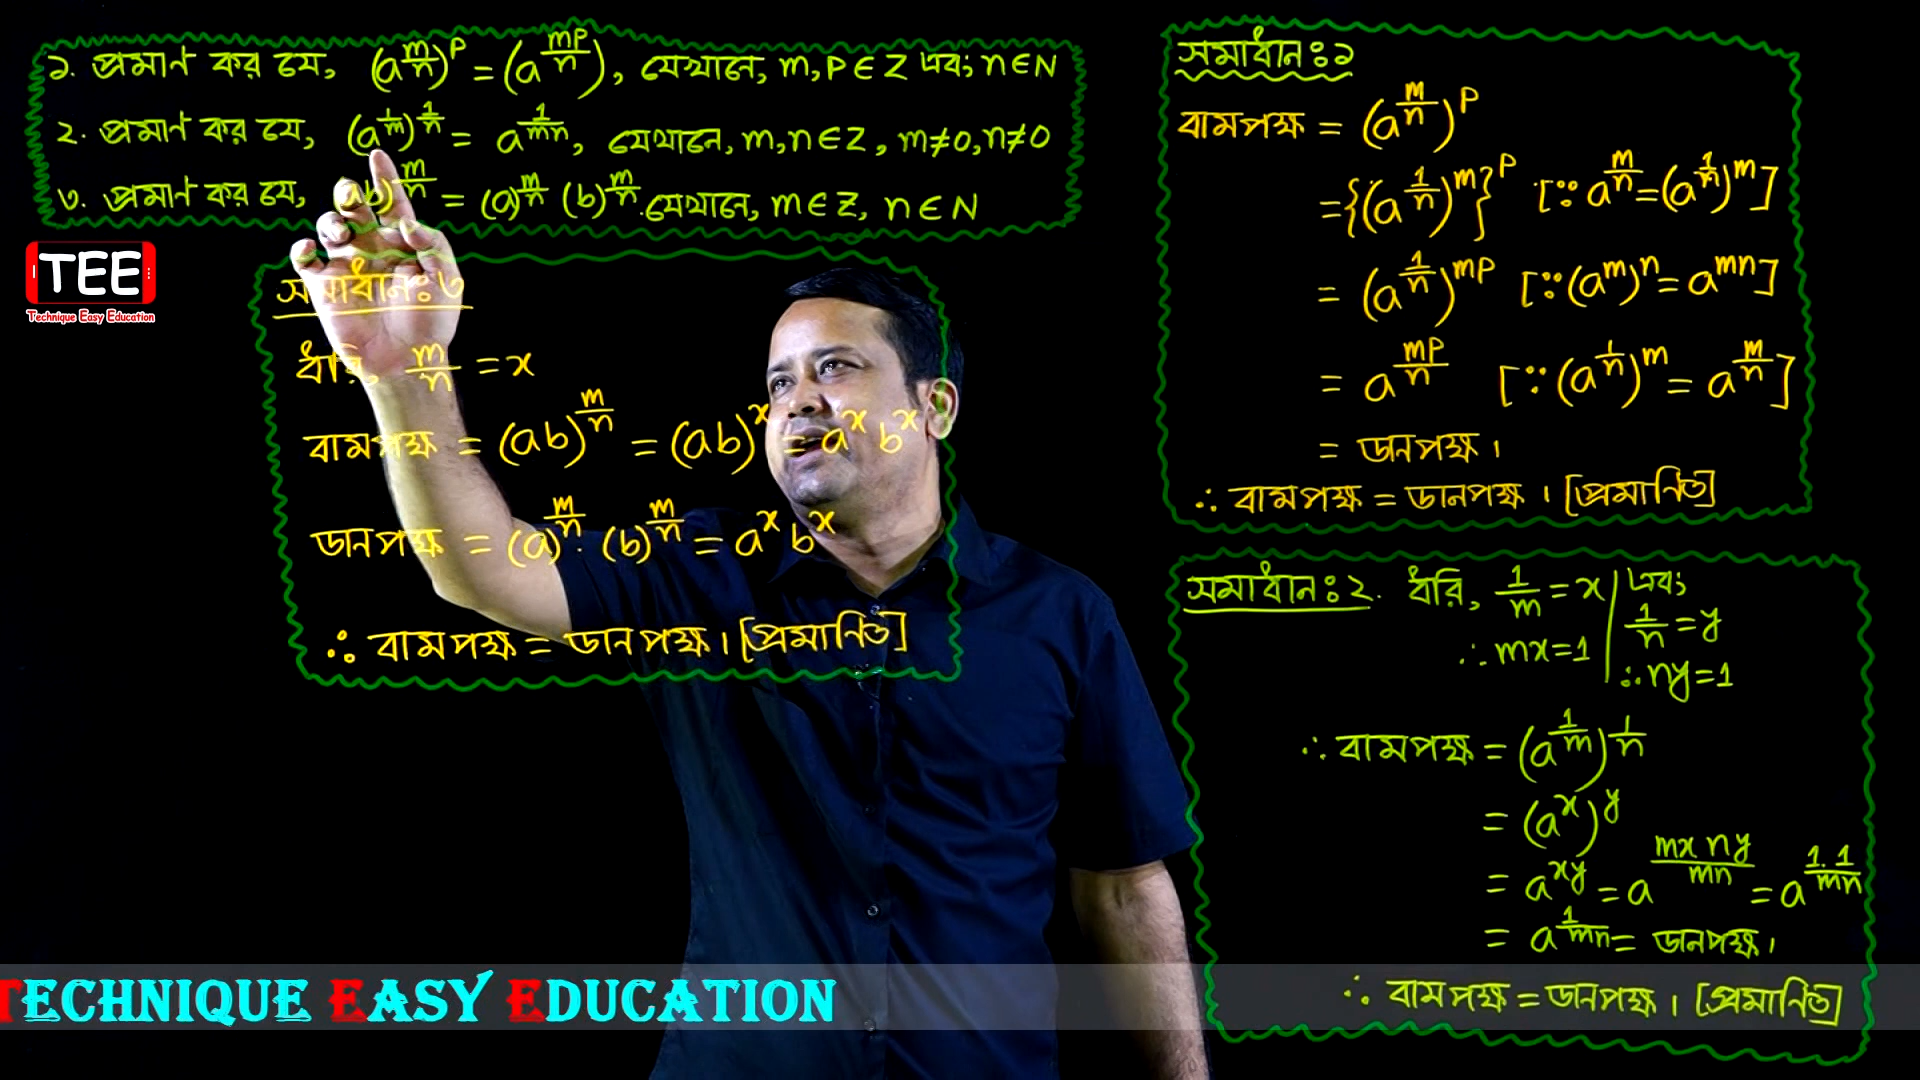 ১. প্রমাণ কর যে, (a^{m/n})^p = (a^{mp/n}), যেখানে, m, p ∈ Z এবং n ∈ N
২. প্রমাণ কর যে, (a^{1/m})^{1/n} = a^{1/mn}, যেখানে, m, n ∈ Z, m≠0, n≠0
৩. প্রমাণ কর যে, (ab)^{m/n} = (a)^{m/n} (b)^{m/n}. যেখানে, m ∈ Z, n ∈ N
TEE
Technique Easy Education
সমাধানঃ ৩
ধরি, m/n = x
বামপক্ষ = (ab)^{m/n} = (ab)^x = a^x b^x
ডানপক্ষ = (a)^{m/n}. (b)^{m/n} = a^x b^x
∴ বামপক্ষ = ডানপক্ষ। [প্রমানিত]
সমাধানঃ ১
বামপক্ষ = (a^{m/n})^p
= {(a^{1/n})^m}^p [∵ a^{m/n} = (a^{1/n})^m]
= (a^{1/n})^{mp} [∵ (a^m)^n = a^{mn}]
= a^{mp/n} [∵ (a^{1/n})^m = a^{m/n}]
= ডানপক্ষ।
∴ বামপক্ষ = ডানপক্ষ। [প্রমানিত]
সমাধানঃ ২. ধরি, 1/m = x | এবং
1/n = y
∴ mx = 1
∴ ny = 1
∴ বামপক্ষ = (a^{1/m})^{1/n}
= (a^x)^y
= a^{xy} = a^{mx ny/mn} = a^{1.1/mn}
= a^{1/mn} = ডানপক্ষ।
∴ বামপক্ষ = ডানপক্ষ। [প্রমানিত]
TECHNIQUE EASY EDUCATION